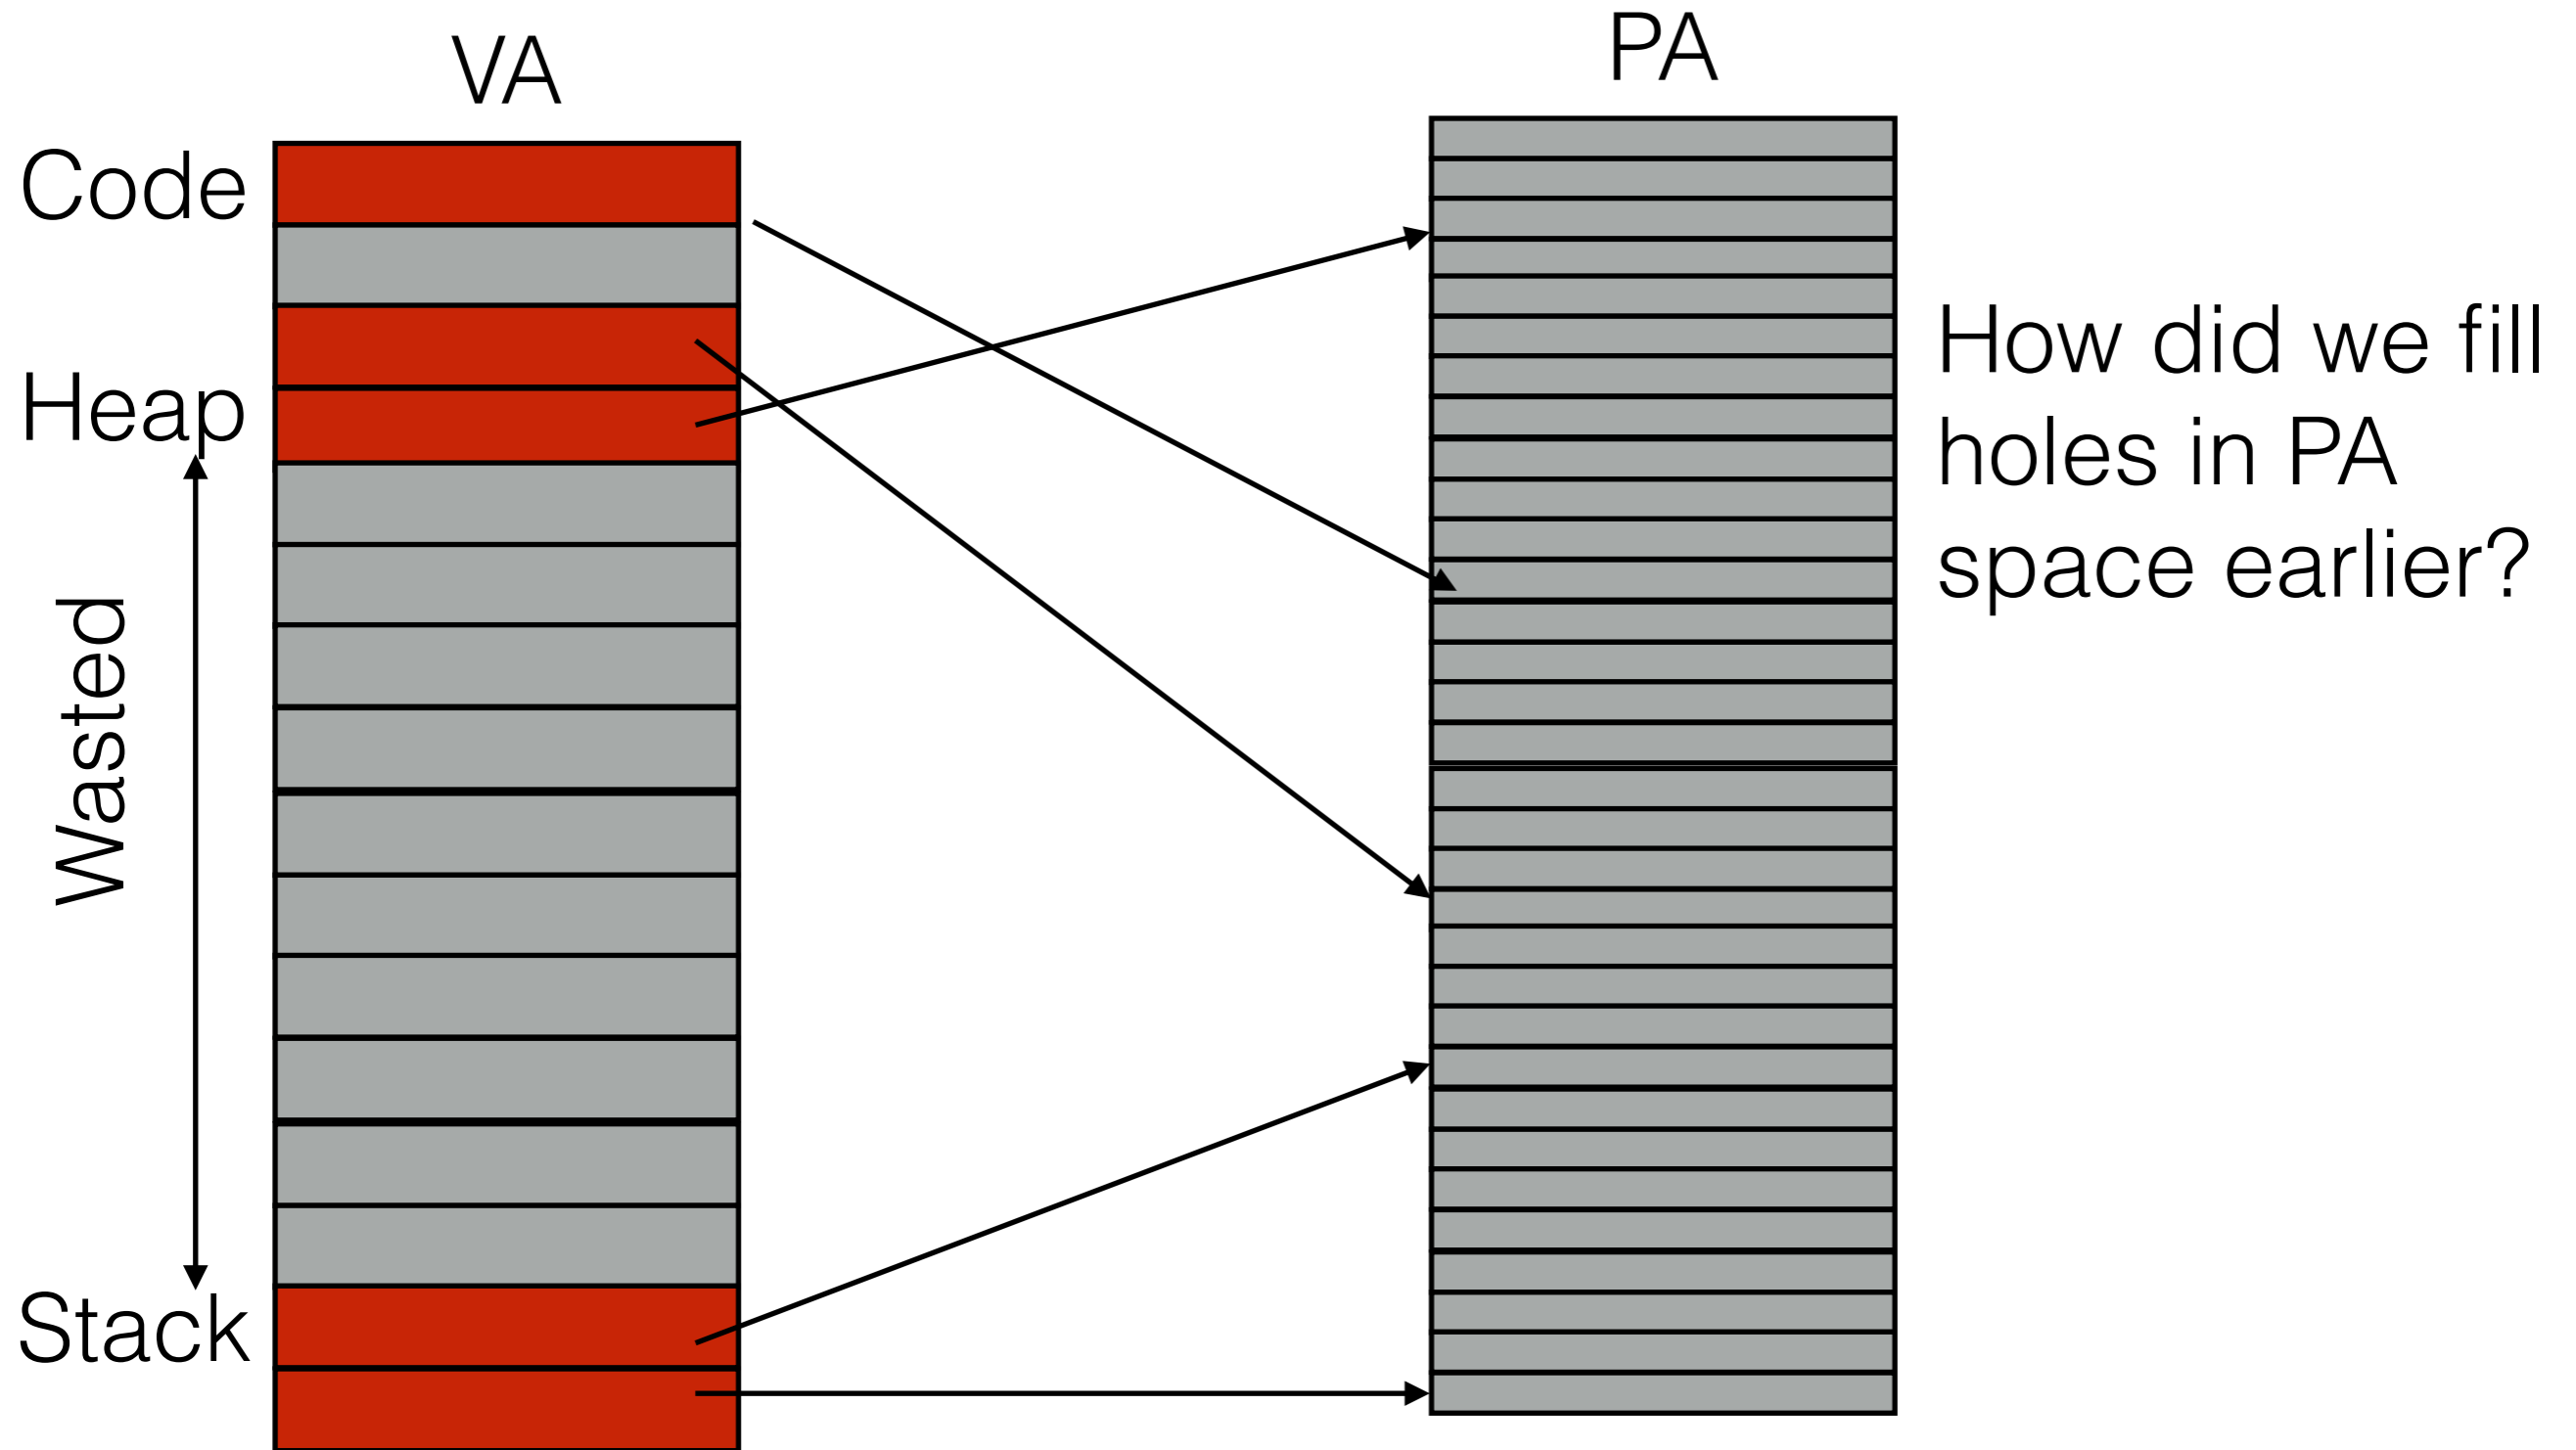 VA
PA
Code
Heap
Wasted
Stack
How did we fill
holes in PA
space earlier?